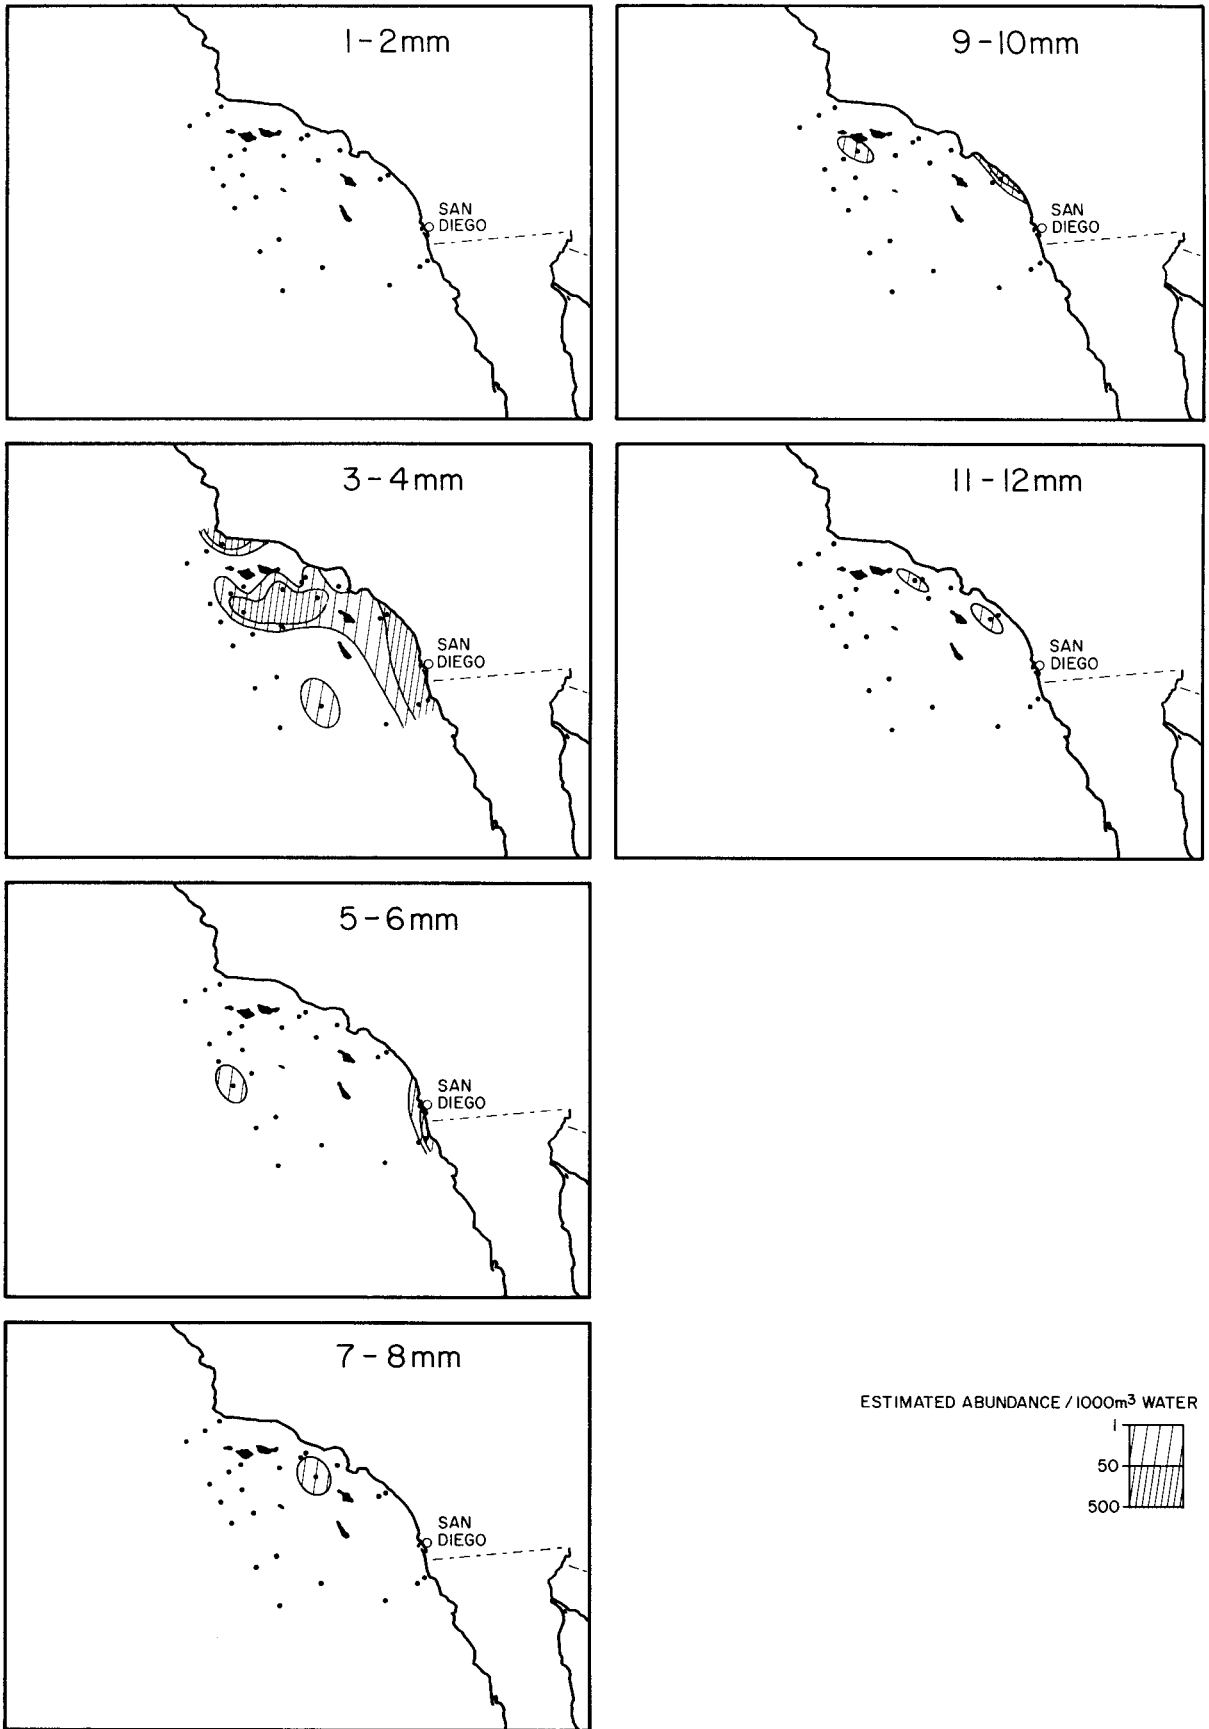 1-2mm
SAN
DIEGO
3-4mm
SAN
DIEGO
5-6mm
SAN
DIEGO
7-8mm
SAN
DIEGO
9-10mm
SAN
DIEGO
11-12mm
SAN
DIEGO
ESTIMATED ABUNDANCE/1000m³ WATER
1
50
500